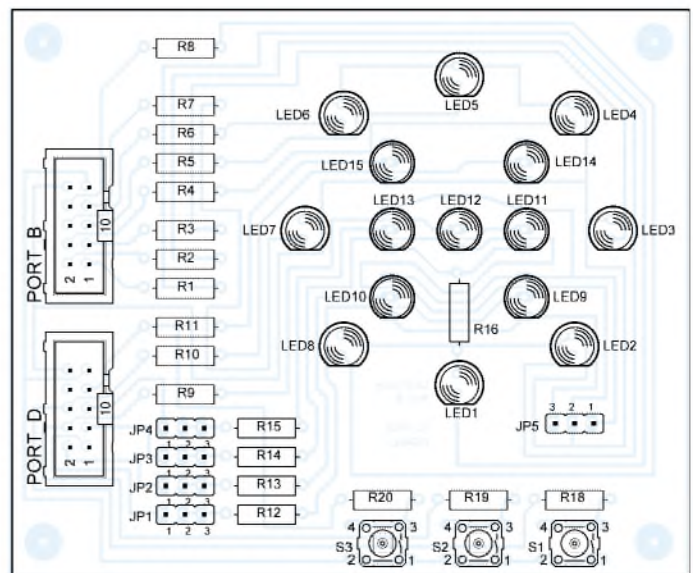 R8
LED5
R7
LED6
LED4
R6
R5
LED15
LED14
R4
LED13
LED12
LED11
10
R3
LED7
LED3
PORT_B
R2
2 1
R1
LED10
LED9
R11
R16
LED8
LED2
R10
R9
10
LED1
3 2 1
JP5
PORT_D
2 1
JP4
R15
1 2 3
JP3
R14
1 2 3
JP2
R13
1 2 3
JP1
R12
1 2 3
R20
R19
R18
4 3
4 3
4 3
S3
S2
S1
2 1
2 1
2 1